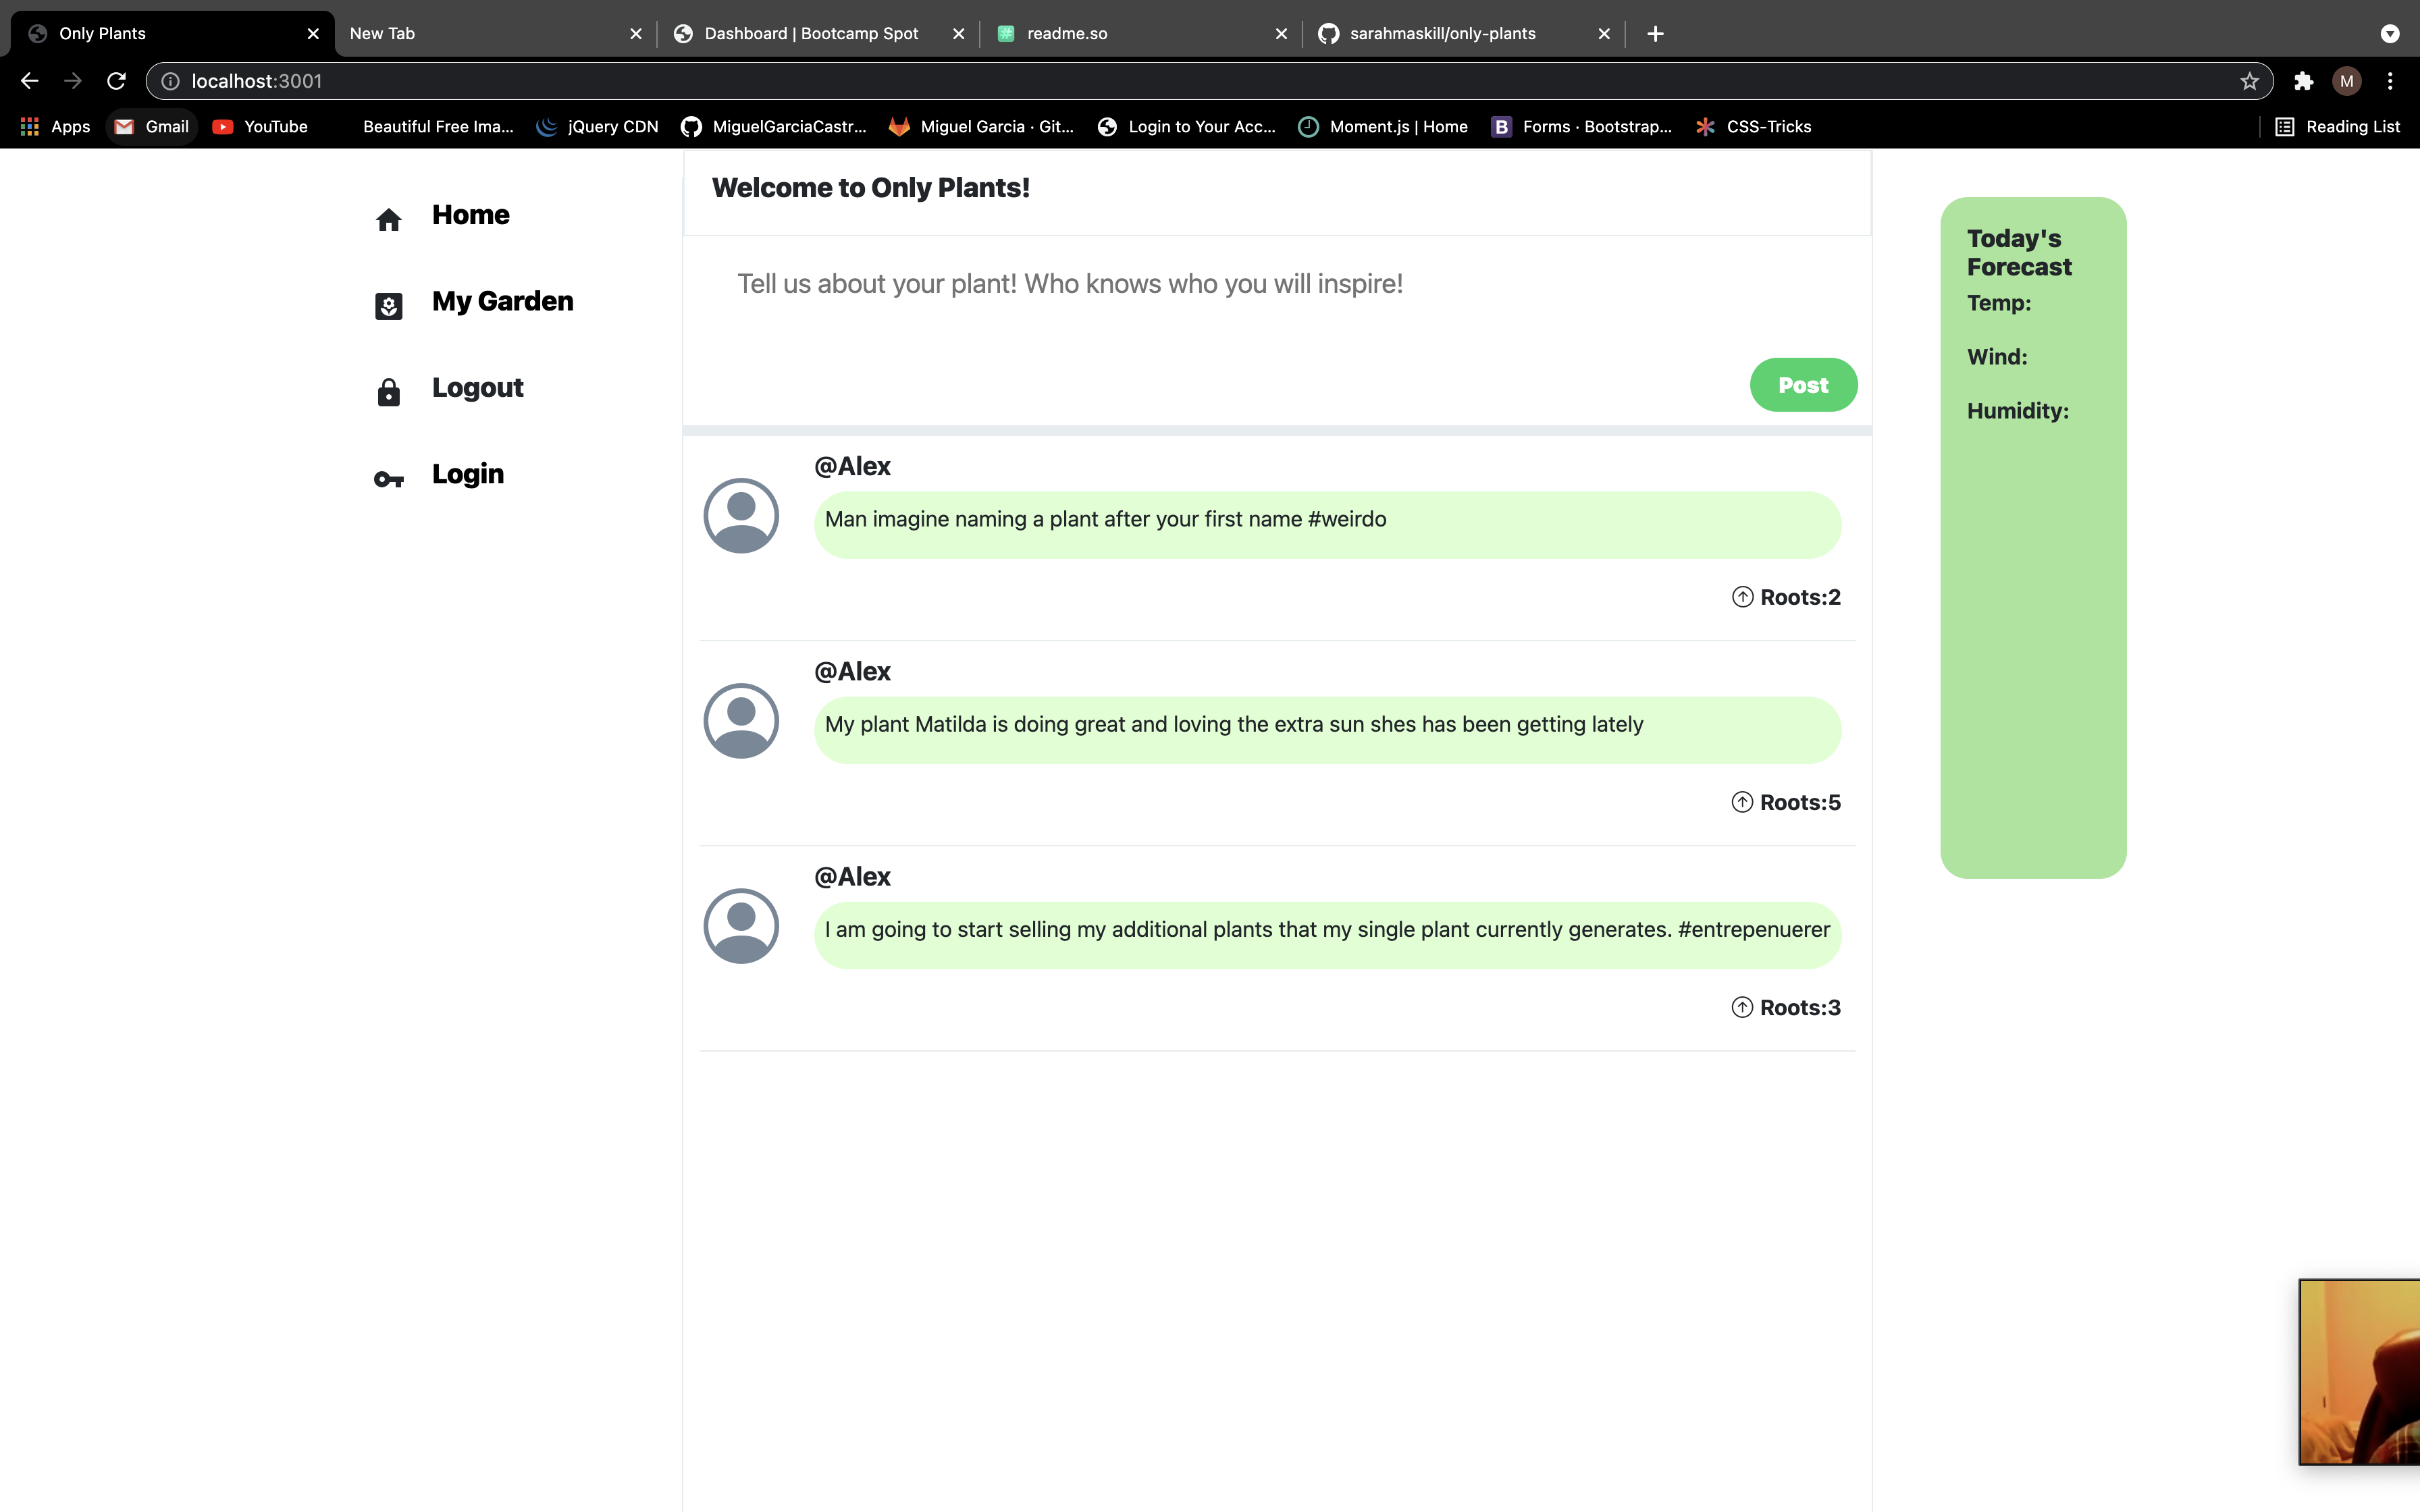 Only Plants
New Tab
Dashboard | Bootcamp Spot
readme.so
sarahmaskill/only-plants
localhost:3001
M
Apps
Gmail
YouTube
Beautiful Free Ima...
jQuery CDN
MiguelGarciaCastr...
Miguel Garcia · Git...
Login to Your Acc...
Moment.js | Home
B
Forms · Bootstrap...
CSS-Tricks
Reading List
Home
My Garden
Logout
Login
Welcome to Only Plants!
Tell us about your plant! Who knows who you will inspire!
Post
@Alex
Man imagine naming a plant after your first name #weirdo
Roots:2
@Alex
My plant Matilda is doing great and loving the extra sun shes has been getting lately
Roots:5
@Alex
I am going to start selling my additional plants that my single plant currently generates. #entrepenuerer
Roots:3
Today's
Forecast
Temp:
Wind:
Humidity: